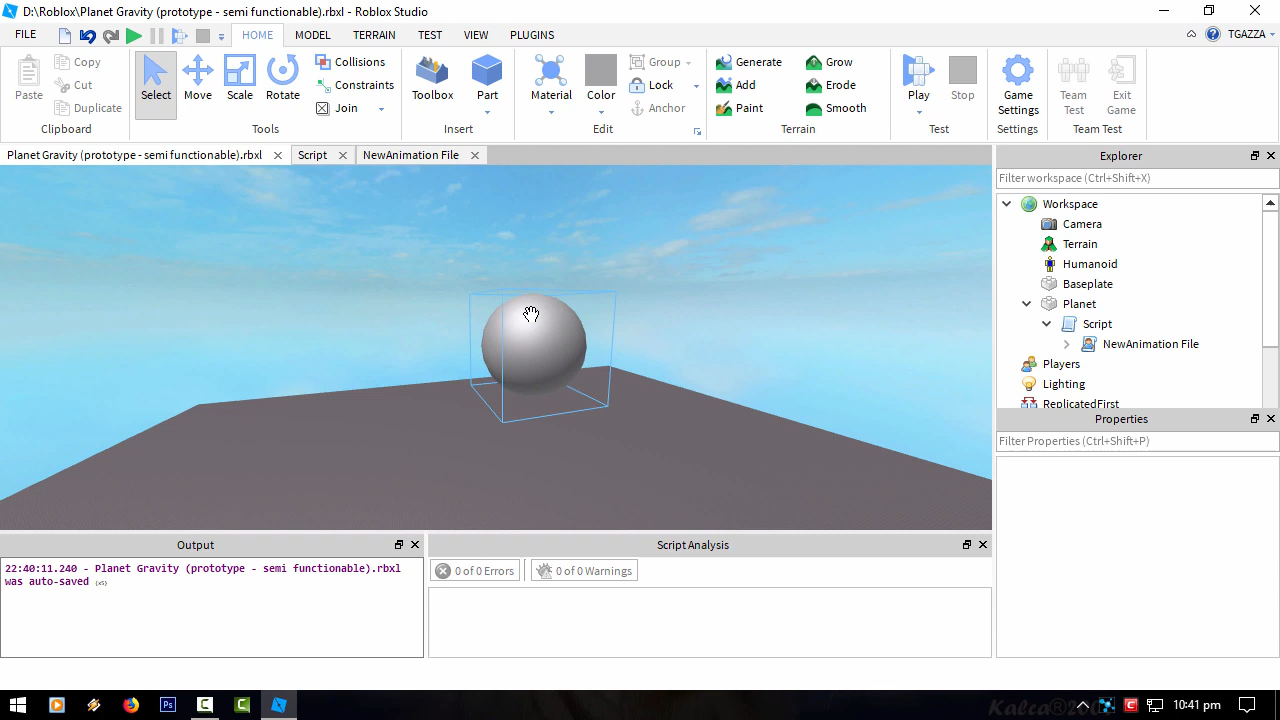 D:\Roblox\Planet Gravity (prototype - semi functionable).rbxl - Roblox Studio
FILE
HOME
MODEL
TERRAIN
TEST
VIEW
PLUGINS
TGAZZA
Paste
Copy
Cut
Duplicate
Clipboard
Select
Move
Scale
Rotate
Collisions
Constraints
Join
Tools
Toolbox
Part
Insert
Material
Color
Group
Lock
Anchor
Edit
Generate
Grow
Add
Erode
Paint
Smooth
Terrain
Play
Stop
Test
Game
Settings
Settings
Team
Test
Exit
Game
Team Test
Planet Gravity (prototype - semi functionable).rbxl
Script
NewAnimation File
Explorer
Filter workspace (Ctrl+Shift+X)
Workspace
Camera
Terrain
Humanoid
Baseplate
Planet
Script
NewAnimation File
Players
Lighting
ReplicatedFirst
Properties
Filter Properties (Ctrl+Shift+P)
Output
22:40:11.240 - Planet Gravity (prototype - semi functionable).rbxl
was auto-saved (x5)
Script Analysis
0 of 0 Errors
0 of 0 Warnings
Ps
10:41 pm